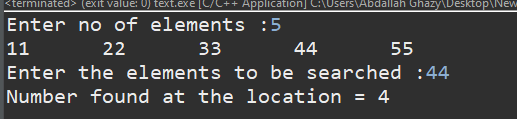 <terminated> (exit value: 0) text.exe [C/C++ Application] C:\Users\Abdallah Ghazy\Desktop\New
Enter no of elements :5
11 22 33 44 55
Enter the elements to be searched :44
Number found at the location = 4